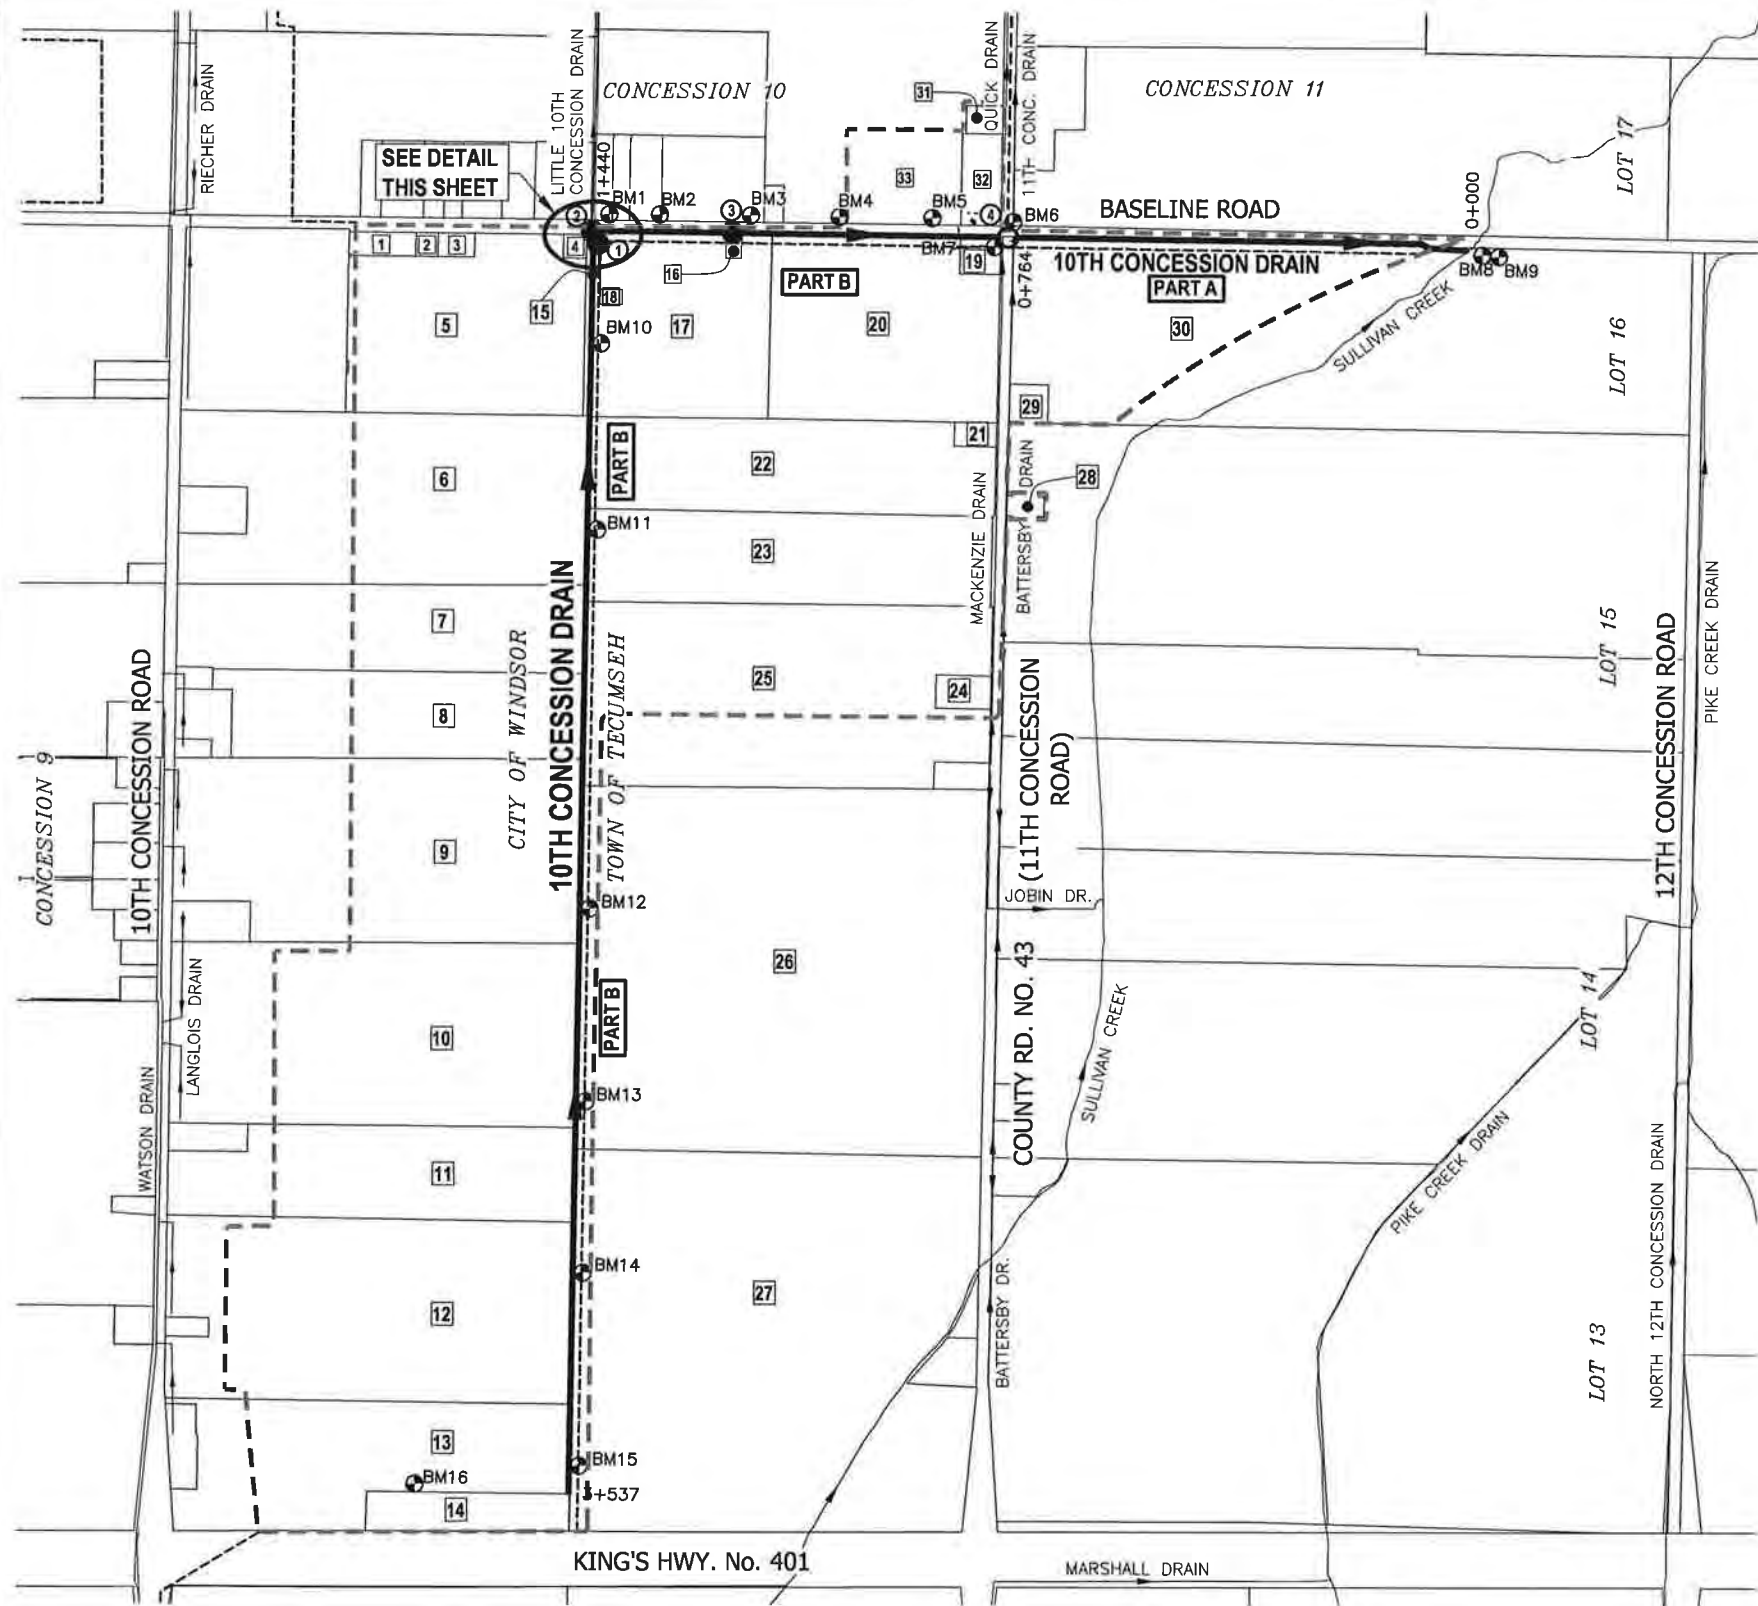 CONCESSION 10
CONCESSION 11
LITTLE 10TH
CONCESSION DRAIN
QUICK DRAIN
11TH CONC. DRAIN
RIECHER DRAIN
LOT 17
SEE DETAIL
THIS SHEET
1+440
31
33
32
BM1
BM2
BM3
BM4
BM5
BM6
2
3
4
BASELINE ROAD
0+000
1
2
3
4
1
16
BM7
19
10TH CONCESSION DRAIN
PART B
PART A
BM8
BM9
0+764
15
18
5
BM10
17
20
30
SULLIVAN CREEK
LOT 16
29
21
PART B
22
6
28
BM11
23
MACKENZIE DRAIN
BATTERSBY DRAIN
7
10TH CONCESSION DRAIN
CITY OF WINDSOR
TOWN OF TECUMSEH
25
24
8
LOT 15
PIKE CREEK DRAIN
10TH CONCESSION ROAD
CONCESSION 9
(11TH CONCESSION
ROAD)
12TH CONCESSION ROAD
9
BM12
JOBIN DR.
26
COUNTY RD. NO. 43
LANGLOIS DRAIN
PART B
10
SULLIVAN CREEK
LOT 14
WATSON DRAIN
BM13
11
PIKE CREEK DRAIN
NORTH 12TH CONCESSION DRAIN
BM14
27
12
BATTERSBY DR.
LOT 13
13
BM15
BM16
3+537
14
KING'S HWY. No. 401
MARSHALL DRAIN